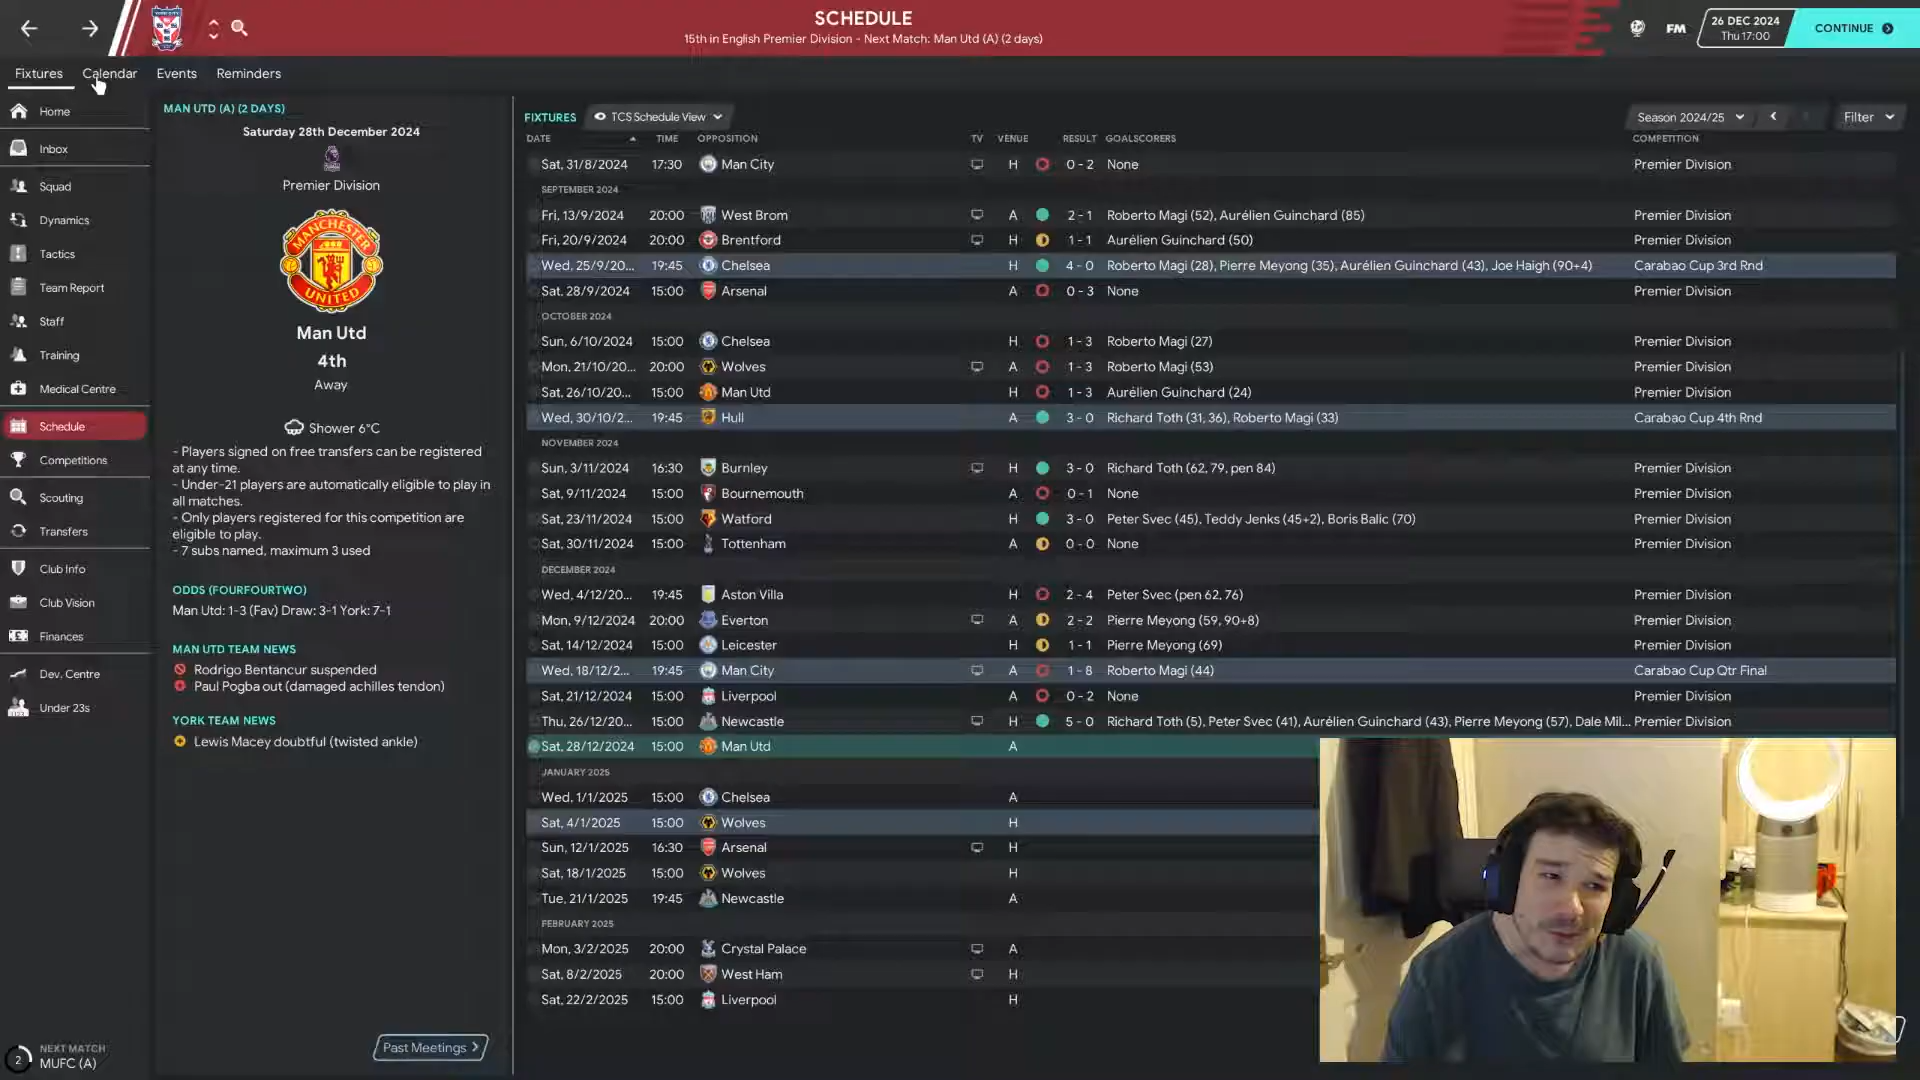 SCHEDULE
15th in English Premier Division - Next Match: Man Utd (A) (2 days)
FM
26 DEC 2024
Thu 17:00
CONTINUE
Fixtures Calendar Events Reminders
Home
Inbox
Squad
Dynamics
Tactics
Team Report
Staff
Training
Medical Centre
Schedule
Competitions
Scouting
Transfers
Club Info
Club Vision
Finances
Dev. Centre
Under 23s
2
NEXT MATCH
MUFC (A)
MAN UTD (A) (2 DAYS)
Saturday 28th December 2024
Premier Division
MANCHESTER
UNITED
Man Utd
4th
Away
Shower 6°C
- Players signed on free transfers can be registered
at any time.
- Under-21 players are automatically eligible to play in
all matches.
- Only players registered for this competition are
eligible to play.
- 7 subs named, maximum 3 used
ODDS (FOURFOURTWO)
Man Utd: 1-3 (Fav) Draw: 3-1 York: 7-1
MAN UTD TEAM NEWS
Rodrigo Bentancur suspended
Paul Pogba out (damaged achilles tendon)
YORK TEAM NEWS
Lewis Macey doubtful (twisted ankle)
Past Meetings
FIXTURES TCS Schedule View Season 2024/25 Filter
DATE TIME OPPOSITION TV VENUE RESULT GOALSCORERS COMPETITION
Sat, 31/8/2024 17:30 Man City H 0 - 2 None Premier Division
SEPTEMBER 2024
Fri, 13/9/2024 20:00 West Brom A 2 - 1 Roberto Magi (52), Aurélien Guinchard (85) Premier Division
Fri, 20/9/2024 20:00 Brentford H 1 - 1 Aurélien Guinchard (50) Premier Division
Wed, 25/9/20... 19:45 Chelsea H 4 - 0 Roberto Magi (28), Pierre Meyong (35), Aurélien Guinchard (43), Joe Haigh (90+4) Carabao Cup 3rd Rnd
Sat, 28/9/2024 15:00 Arsenal A 0 - 3 None Premier Division
OCTOBER 2024
Sun, 6/10/2024 15:00 Chelsea H 1 - 3 Roberto Magi (27) Premier Division
Mon, 21/10/20... 20:00 Wolves A 1 - 3 Roberto Magi (53) Premier Division
Sat, 26/10/20... 15:00 Man Utd H 1 - 3 Aurélien Guinchard (24) Premier Division
Wed, 30/10/2... 19:45 Hull A 3 - 0 Richard Toth (31, 36), Roberto Magi (33) Carabao Cup 4th Rnd
NOVEMBER 2024
Sun, 3/11/2024 16:30 Burnley H 3 - 0 Richard Toth (62, 79, pen 84) Premier Division
Sat, 9/11/2024 15:00 Bournemouth A 0 - 1 None Premier Division
Sat, 23/11/2024 15:00 Watford H 3 - 0 Peter Svec (45), Teddy Jenks (45+2), Boris Balic (70) Premier Division
Sat, 30/11/2024 15:00 Tottenham A 0 - 0 None Premier Division
DECEMBER 2024
Wed, 4/12/20... 19:45 Aston Villa H 2 - 4 Peter Svec (pen 62, 76) Premier Division
Mon, 9/12/2024 20:00 Everton A 2 - 2 Pierre Meyong (59, 90+8) Premier Division
Sat, 14/12/2024 15:00 Leicester H 1 - 1 Pierre Meyong (69) Premier Division
Wed, 18/12/2... 19:45 Man City A 1 - 8 Roberto Magi (44) Carabao Cup Qtr Final
Sat, 21/12/2024 15:00 Liverpool A 0 - 2 None Premier Division
Thu, 26/12/20... 15:00 Newcastle H 5 - 0 Richard Toth (5), Peter Svec (41), Aurélien Guinchard (43), Pierre Meyong (57), Dale Mil... Premier Division
Sat, 28/12/2024 15:00 Man Utd A
JANUARY 2025
Wed, 1/1/2025 15:00 Chelsea A
Sat, 4/1/2025 15:00 Wolves H
Sun, 12/1/2025 16:30 Arsenal H
Sat, 18/1/2025 15:00 Wolves H
Tue, 21/1/2025 19:45 Newcastle A
FEBRUARY 2025
Mon, 3/2/2025 20:00 Crystal Palace A
Sat, 8/2/2025 20:00 West Ham H
Sat, 22/2/2025 15:00 Liverpool H